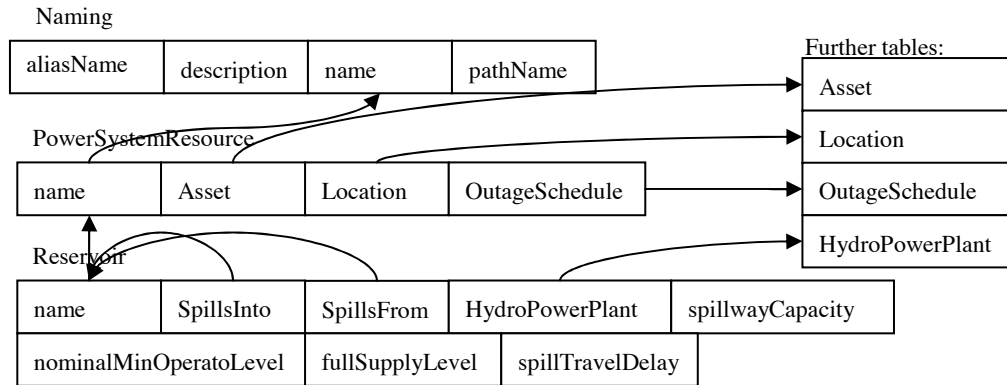 Naming
aliasName description name pathName
Further tables:
Asset
Location
OutageSchedule
HydroPowerPlant
PowerSystemResource
name Asset Location OutageSchedule
Reservoir
name SpillsInto SpillsFrom HydroPowerPlant spillwayCapacity
nominalMinOperatoLevel fullSupplyLevel spillTravelDelay